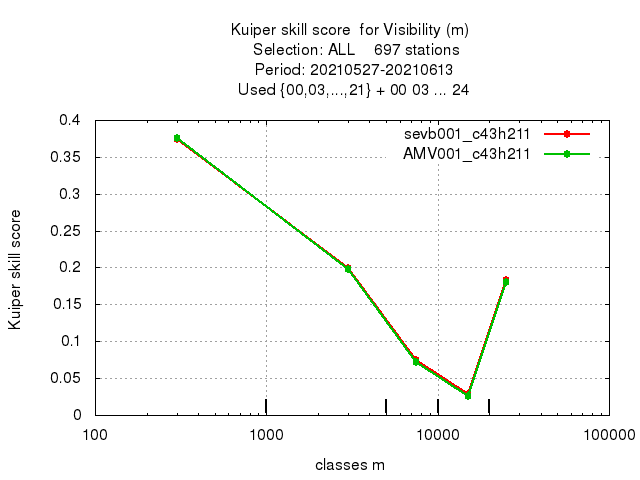 Kuiper skill score  for Visibility (m)
Selection: ALL    697 stations
Period: 20210527-20210613
Used {00,03,...,21} + 00 03 ... 24
sevb001_c43h211
AMV001_c43h211
0.4
0.35
0.3
0.25
0.2
0.15
0.1
0.05
0
Kuiper skill score
100 1000 10000 100000
classes m